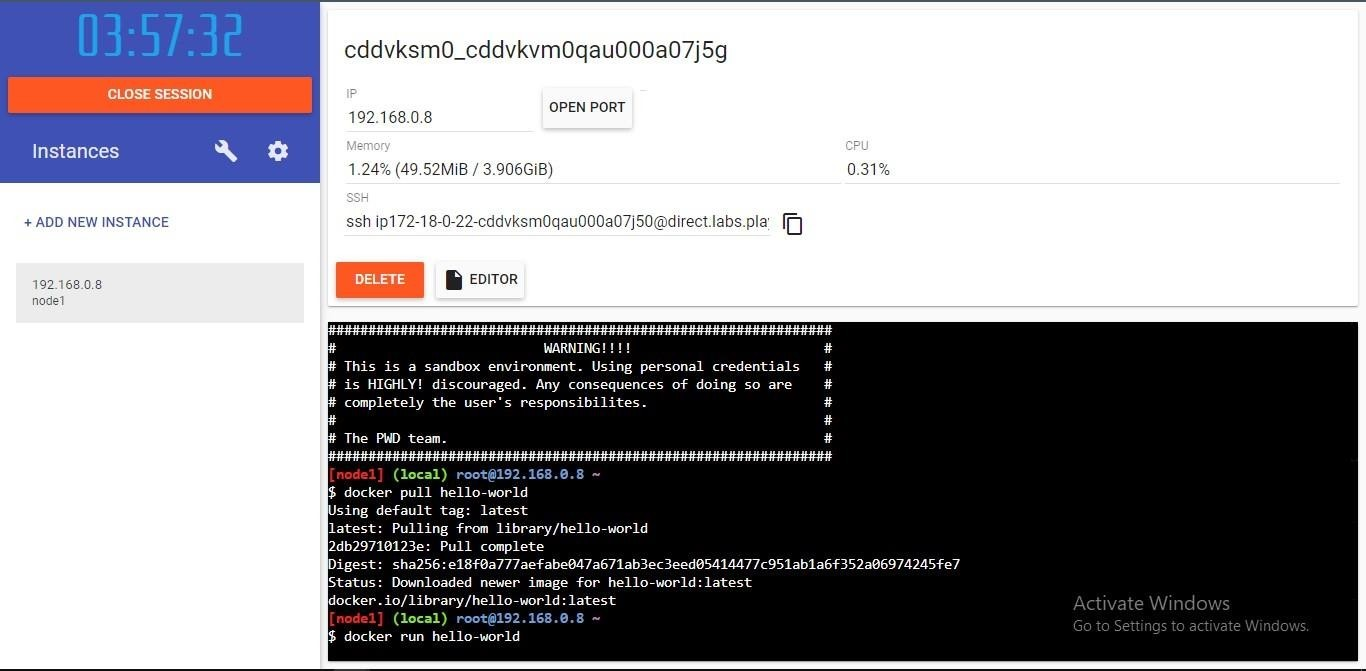 03:57:32
CLOSE SESSION
Instances
+ ADD NEW INSTANCE
192.168.0.8
node1
cddvksm0_cddvkvm0qau000a07j5g
IP
192.168.0.8
OPEN PORT
Memory
1.24% (49.52MiB / 3.906GiB)
CPU
0.31%
SSH
ssh ip172-18-0-22-cddvksm0qau000a07j50@direct.labs.pla
DELETE
EDITOR
###############################################################
#                          WARNING!!!!                        #
# This is a sandbox environment. Using personal credentials   #
# is HIGHLY! discouraged. Any consequences of doing so are    #
# completely the user's responsibilites.                      #
#                                                             #
# The PWD team.                                               #
###############################################################
[node1] (local) root@192.168.0.8 ~
$ docker pull hello-world
Using default tag: latest
latest: Pulling from library/hello-world
2db29710123e: Pull complete
Digest: sha256:e18f0a777aefabe047a671ab3ec3eed05414477c951ab1a6f352a06974245fe7
Status: Downloaded newer image for hello-world:latest
docker.io/library/hello-world:latest
[node1] (local) root@192.168.0.8 ~
$ docker run hello-world
Activate Windows
Go to Settings to activate Windows.